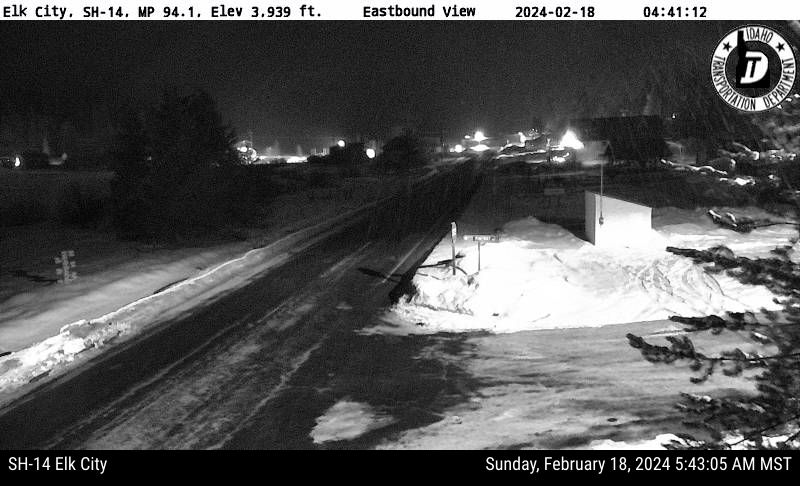 Elk City, SH-14, MP 94.1, Elev 3,939 ft. Eastbound View 2024-02-18 04:41:12
IDAHO
TRANSPORTATION DEPARTMENT
SH-14 Elk City Sunday, February 18, 2024 5:43:05 AM MST